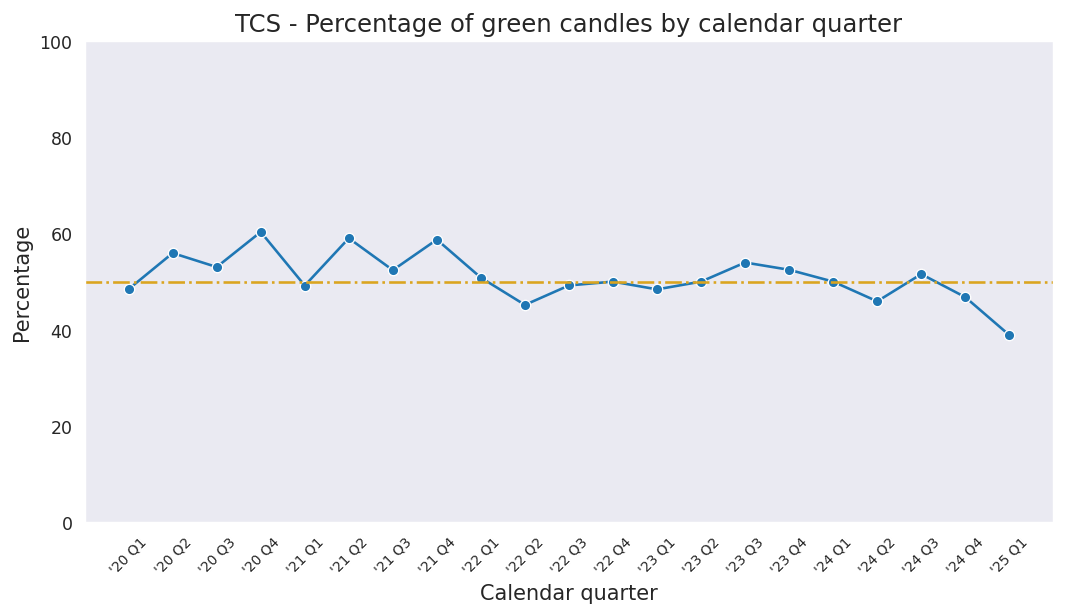 TCS - Percentage of green candles by calendar quarter
100
80
60
40
20
0
Percentage
'20 Q1
'20 Q2
'20 Q3
'20 Q4
'21 Q1
'21 Q2
'21 Q3
'21 Q4
'22 Q1
'22 Q2
'22 Q3
'22 Q4
'23 Q1
'23 Q2
'23 Q3
'23 Q4
'24 Q1
'24 Q2
'24 Q3
'24 Q4
'25 Q1
Calendar quarter